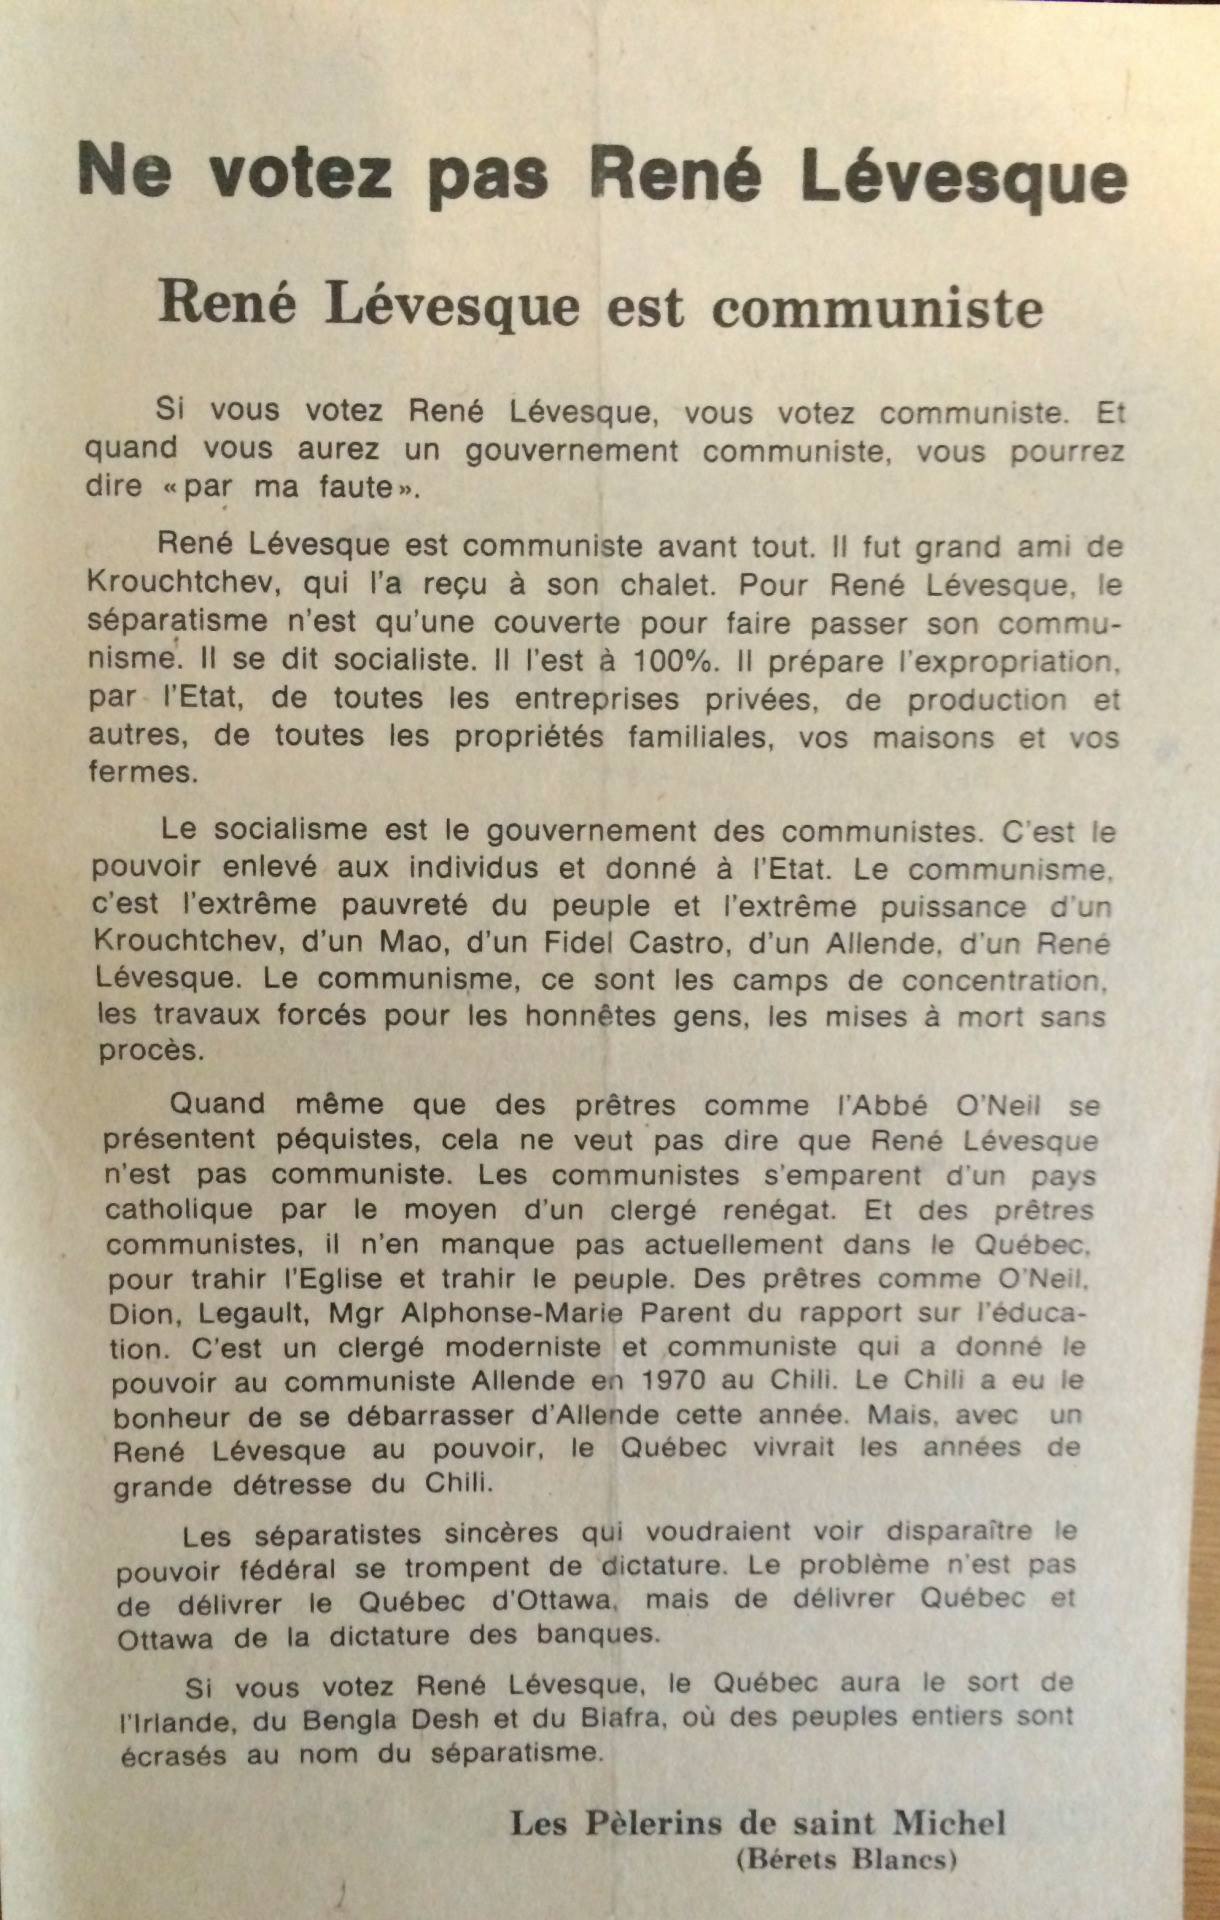 Ne votez pas René Lévesque
René Lévesque est communiste
Si vous votez René Lévesque, vous votez communiste. Et
quand vous aurez un gouvernement communiste, vous pourrez
dire «par ma faute».
René Lévesque est communiste avant tout. Il fut grand ami de
Krouchtchev, qui l'a reçu à son chalet. Pour René Lévesque, le
séparatisme n'est qu'une couverte pour faire passer son commu-
nisme. Il se dit socialiste. Il l'est à 100%. Il prépare l'expropriation,
par l'Etat, de toutes les entreprises privées, de production et
autres, de toutes les propriétés familiales, vos maisons et vos
fermes.
Le socialisme est le gouvernement des communistes. C'est le
pouvoir enlevé aux individus et donné à l'Etat. Le communisme,
c'est l'extrême pauvreté du peuple et l'extrême puissance d'un
Krouchtchev, d'un Mao, d'un Fidel Castro, d'un Allende, d'un René
Lévesque. Le communisme, ce sont les camps de concentration,
les travaux forcés pour les honnêtes gens, les mises à mort sans
procès.
Quand même que des prêtres comme l'Abbé O'Neil se
présentent péquistes, cela ne veut pas dire que René Lévesque
n'est pas communiste. Les communistes s'emparent d'un pays
catholique par le moyen d'un clergé renégat. Et des prêtres
communistes, il n'en manque pas actuellement dans le Québec,
pour trahir l'Eglise et trahir le peuple. Des prêtres comme O'Neil,
Dion, Legault, Mgr Alphonse-Marie Parent du rapport sur l'éduca-
tion. C'est un clergé moderniste et communiste qui a donné le
pouvoir au communiste Allende en 1970 au Chili. Le Chili a eu le
bonheur de se débarrasser d'Allende cette année. Mais, avec un
René Lévesque au pouvoir, le Québec vivrait les années de
grande détresse du Chili.
Les séparatistes sincères qui voudraient voir disparaître le
pouvoir fédéral se trompent de dictature. Le problème n'est pas
de délivrer le Québec d'Ottawa, mais de délivrer Québec et
Ottawa de la dictature des banques.
Si vous votez René Lévesque, le Québec aura le sort de
l'Irlande, du Bengla Desh et du Biafra, où des peuples entiers sont
écrasés au nom du séparatisme.
Les Pèlerins de saint Michel
(Bérets Blancs)